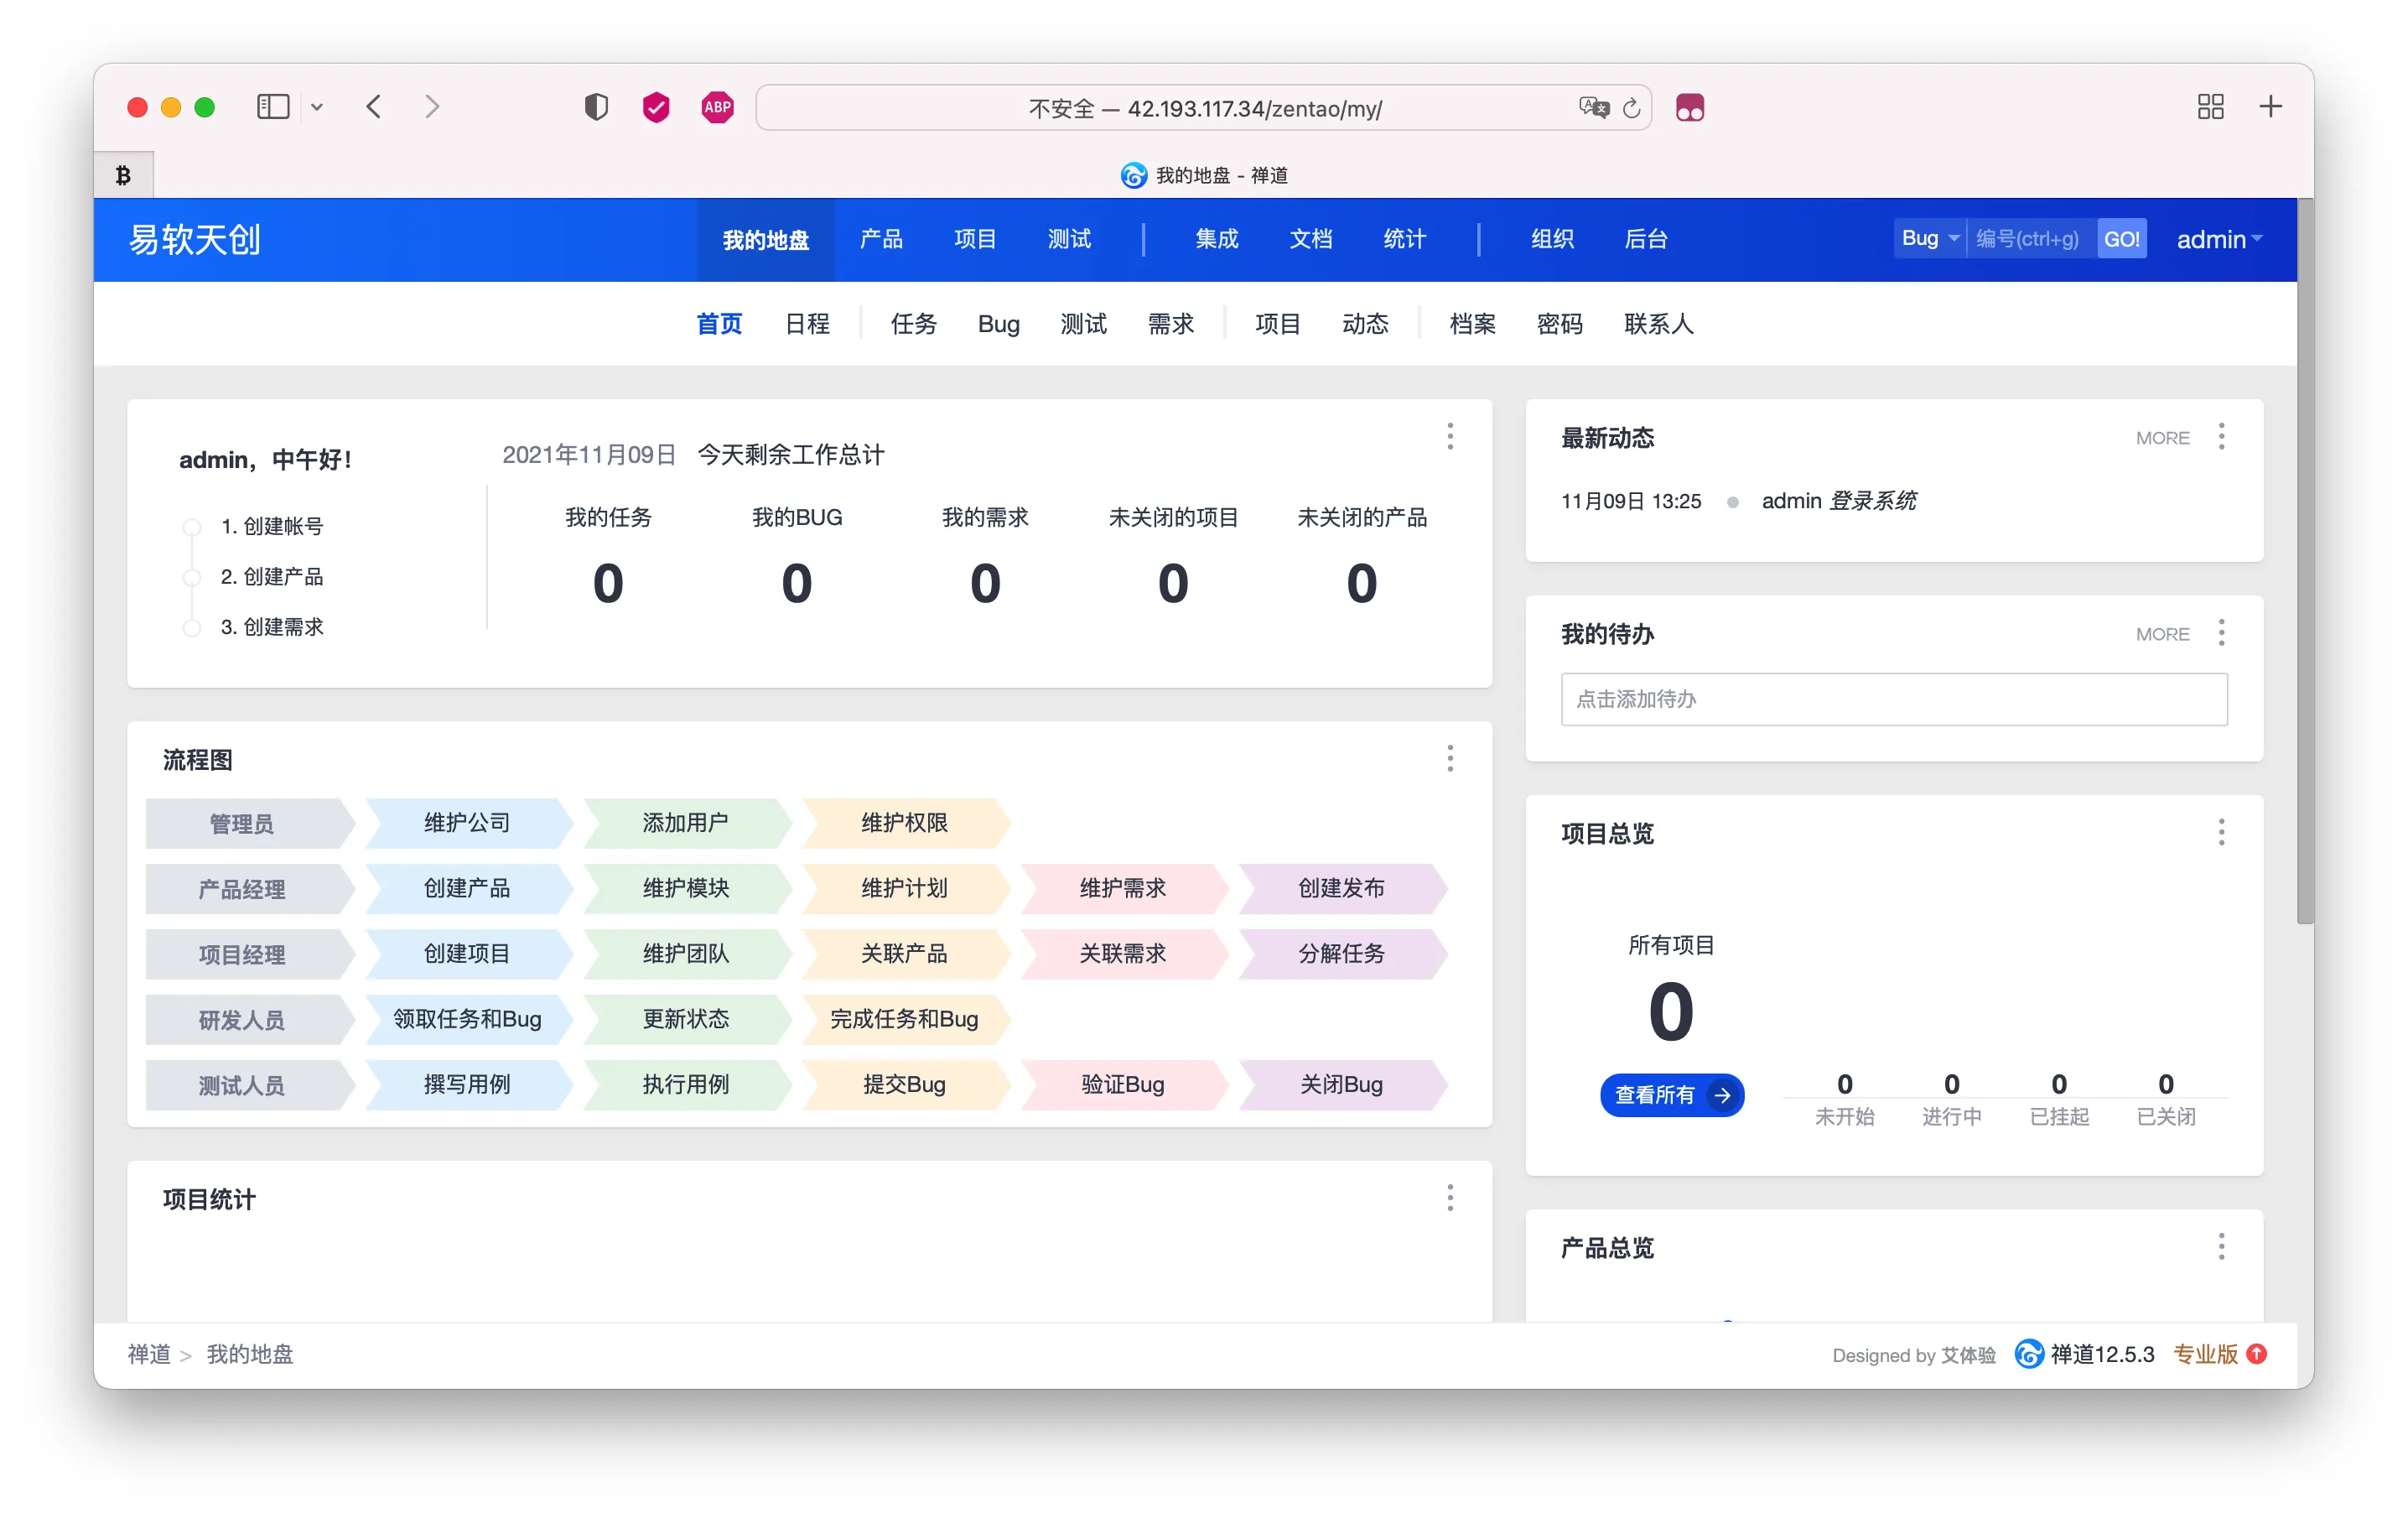 ABP
不安全 — 42.193.117.34/zentao/my/
我的地盘 - 禅道
易软天创
我的地盘 产品 项目 测试 集成 文档 统计 组织 后台
Bug 编号(ctrl+g) GO! admin
首页 日程 任务 Bug 测试 需求 项目 动态 档案 密码 联系人
admin，中午好！
1. 创建帐号
2. 创建产品
3. 创建需求
2021年11月09日 今天剩余工作总计
我的任务 我的BUG 我的需求 未关闭的项目 未关闭的产品
0 0 0 0 0
最新动态 MORE
11月09日 13:25 admin 登录系统
我的待办 MORE
点击添加待办
流程图
管理员 维护公司 添加用户 维护权限
产品经理 创建产品 维护模块 维护计划 维护需求 创建发布
项目经理 创建项目 维护团队 关联产品 关联需求 分解任务
研发人员 领取任务和Bug 更新状态 完成任务和Bug
测试人员 撰写用例 执行用例 提交Bug 验证Bug 关闭Bug
项目总览
所有项目
0
查看所有
0 0 0 0
未开始 进行中 已挂起 已关闭
项目统计
产品总览
禅道 > 我的地盘
Designed by 艾体验 禅道12.5.3 专业版